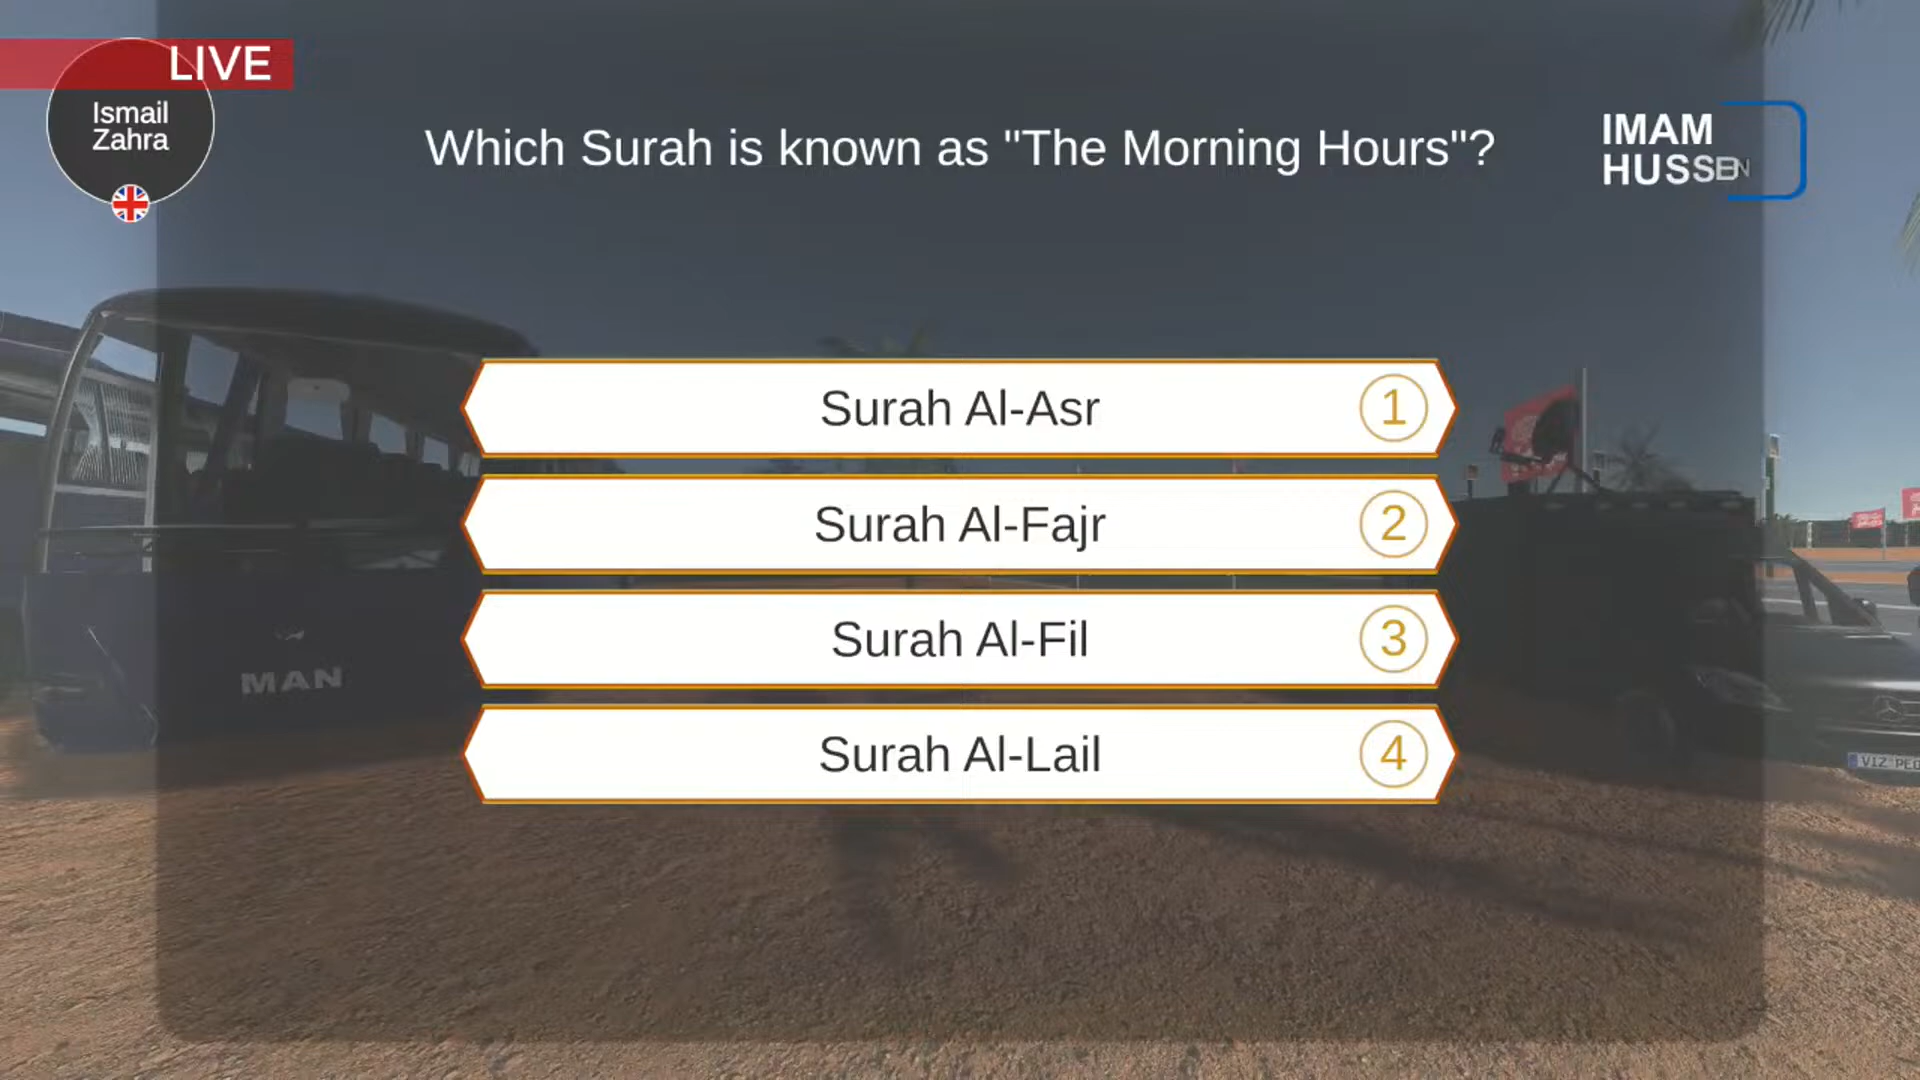 LIVE
Ismail
Zahra
Which Surah is known as "The Morning Hours"?
IMAM
HUSSEIN
Surah Al-Asr
1
Surah Al-Fajr
2
Surah Al-Fil
3
Surah Al-Lail
4
MAN